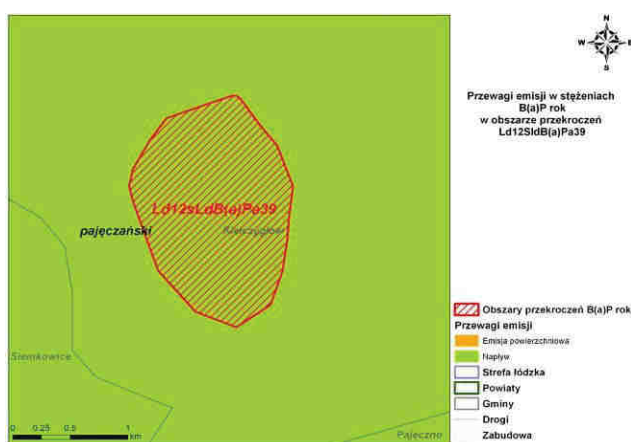 N
W E
S
Przewagi emisji w stężeniach
B(a)P rok
w obszarze przekroczeń
Ld12SldB(a)Pa39
Ld12sLdB(a)Pa39
Kiełczygłów
pajęczański
Siemkowice
Pajęczno
0 0.25 0.5 1
km
Obszary przekroczeń B(a)P rok
Przewagi emisji
Emisja powierzchniowa
Napływ
Strefa łódzka
Powiaty
Gminy
Drogi
Zabudowa